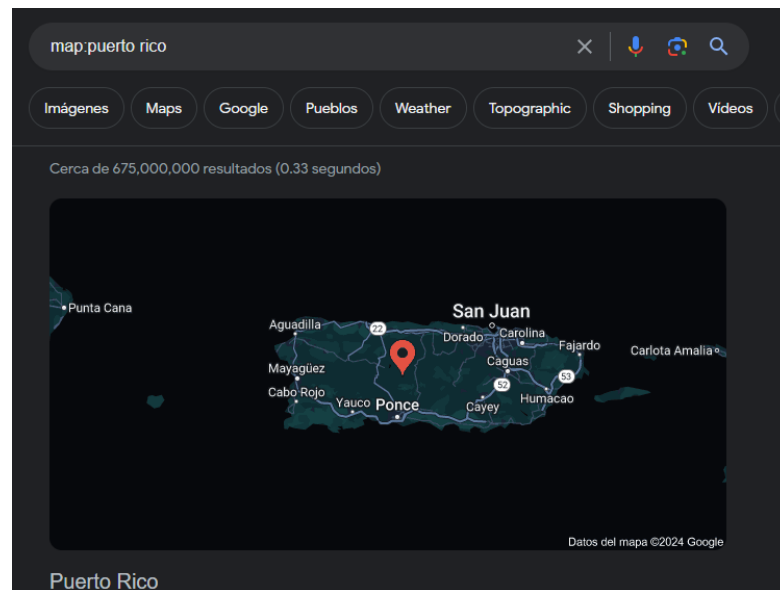 map:puerto rico
Imágenes Maps Google Pueblos Weather Topographic Shopping Vídeos
Cerca de 675,000,000 resultados (0.33 segundos)
Punta Cana
San Juan
Aguadilla
22
Dorado
Carolina
Fajardo
Carlota Amalia
Mayagüez
Caguas
53
52
Cabo Rojo
Yauco
Ponce
Cayey
Humacao
Datos del mapa ©2024 Google
Puerto Rico